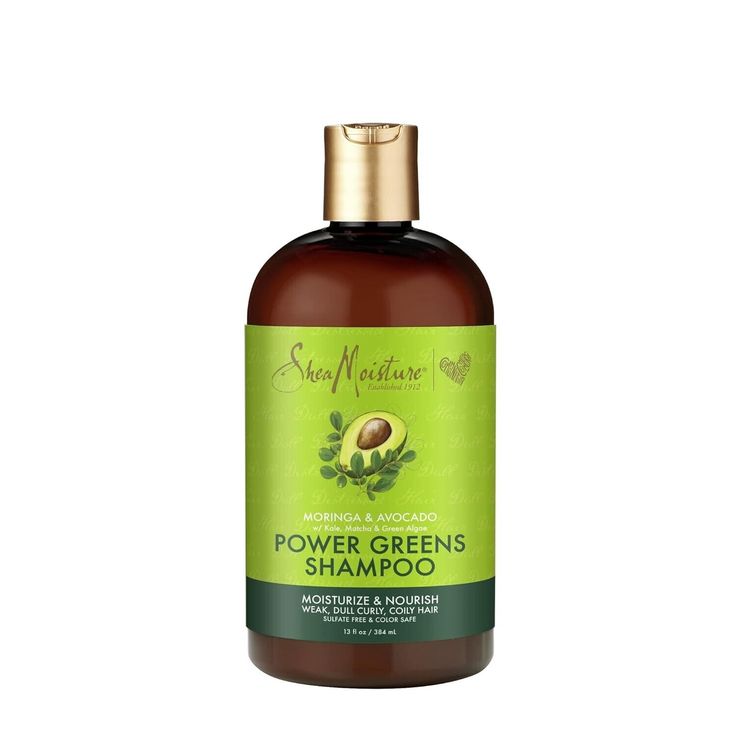 SheaMoisture®
Established 1912
MORINGA & AVOCADO
w/ Kale, Matcha & Green Algae
POWER GREENS
SHAMPOO
MOISTURIZE & NOURISH
WEAK, DULL CURLY, COILY HAIR
SULFATE FREE & COLOR SAFE
13 fl oz / 384 mL